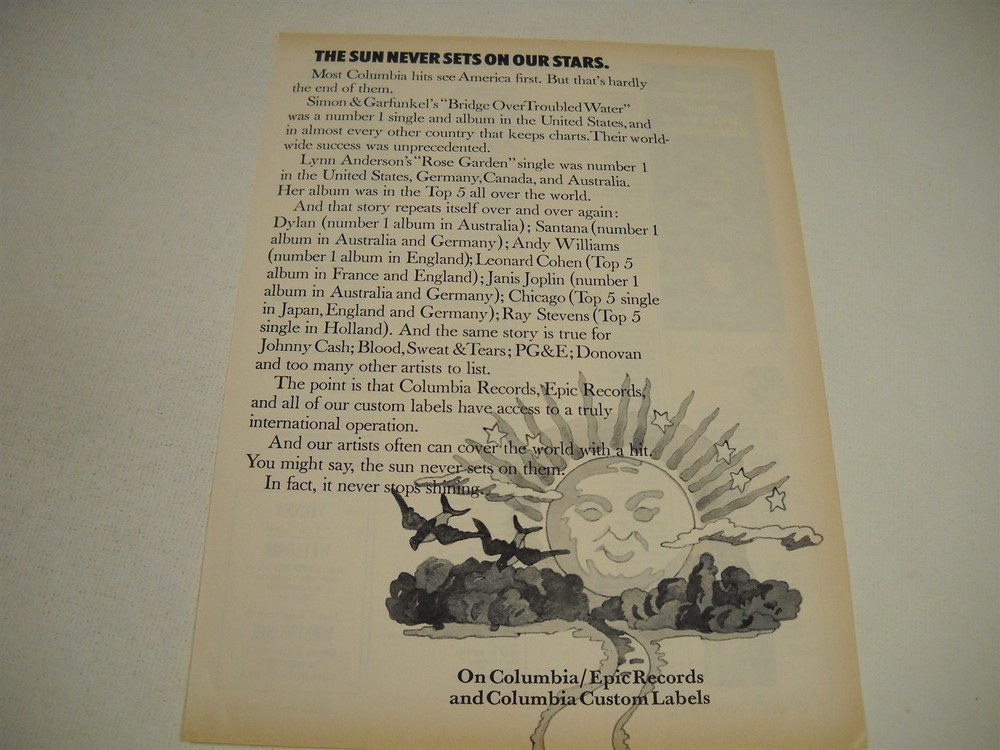 THE SUN NEVER SETS ON OUR STARS.
Most Columbia hits see America first. But that's hardly
the end of them.
Simon & Garfunkel's "Bridge Over Troubled Water"
was a number 1 single and album in the United States, and
in almost every other country that keeps charts. Their world-
wide success was unprecedented.
Lynn Anderson's "Rose Garden" single was number 1
in the United States, Germany, Canada, and Australia.
Her album was in the Top 5 all over the world.
And that story repeats itself over and over again:
Dylan (number 1 album in Australia); Santana (number 1
album in Australia and Germany); Andy Williams
(number 1 album in England); Leonard Cohen (Top 5
album in France and England); Janis Joplin (number 1
album in Australia and Germany); Chicago (Top 5 single
in Japan, England and Germany); Ray Stevens (Top 5
single in Holland). And the same story is true for
Johnny Cash; Blood, Sweat & Tears; PG&E; Donovan
and too many other artists to list.
The point is that Columbia Records, Epic Records,
and all of our custom labels have access to a truly
international operation.
And our artists often can cover the world with a hit.
You might say, the sun never sets on them.
In fact, it never stops shining.
On Columbia/Epic Records
and Columbia Custom Labels